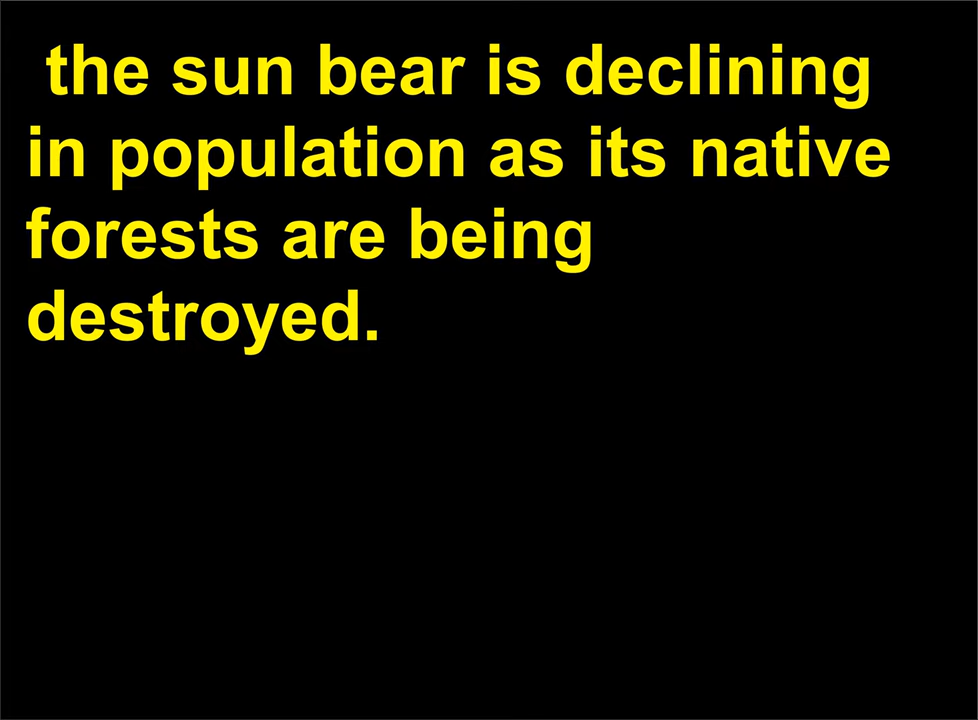 the sun bear is declining
in population as its native
forests are being
destroyed.